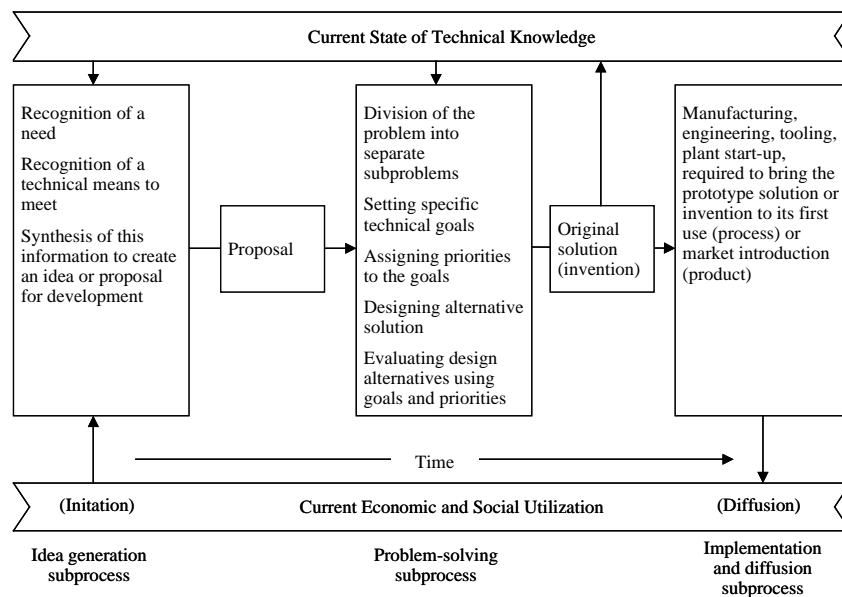 Current State of Technical Knowledge
Recognition of a
need
Recognition of a
technical means to
meet
Synthesis of this
information to create
an idea or proposal
for development
Proposal
Division of the
problem into
separate
subproblems
Setting specific
technical goals
Assigning priorities
to the goals
Designing alternative
solution
Evaluating design
alternatives using
goals and priorities
Original
solution
(invention)
Manufacturing,
engineering, tooling,
plant start-up,
required to bring the
prototype solution or
invention to its first
use (process) or
market introduction
(product)
Time
(Initation)
Current Economic and Social Utilization
(Diffusion)
Idea generation
subprocess
Problem-solving
subprocess
Implementation
and diffusion
subprocess